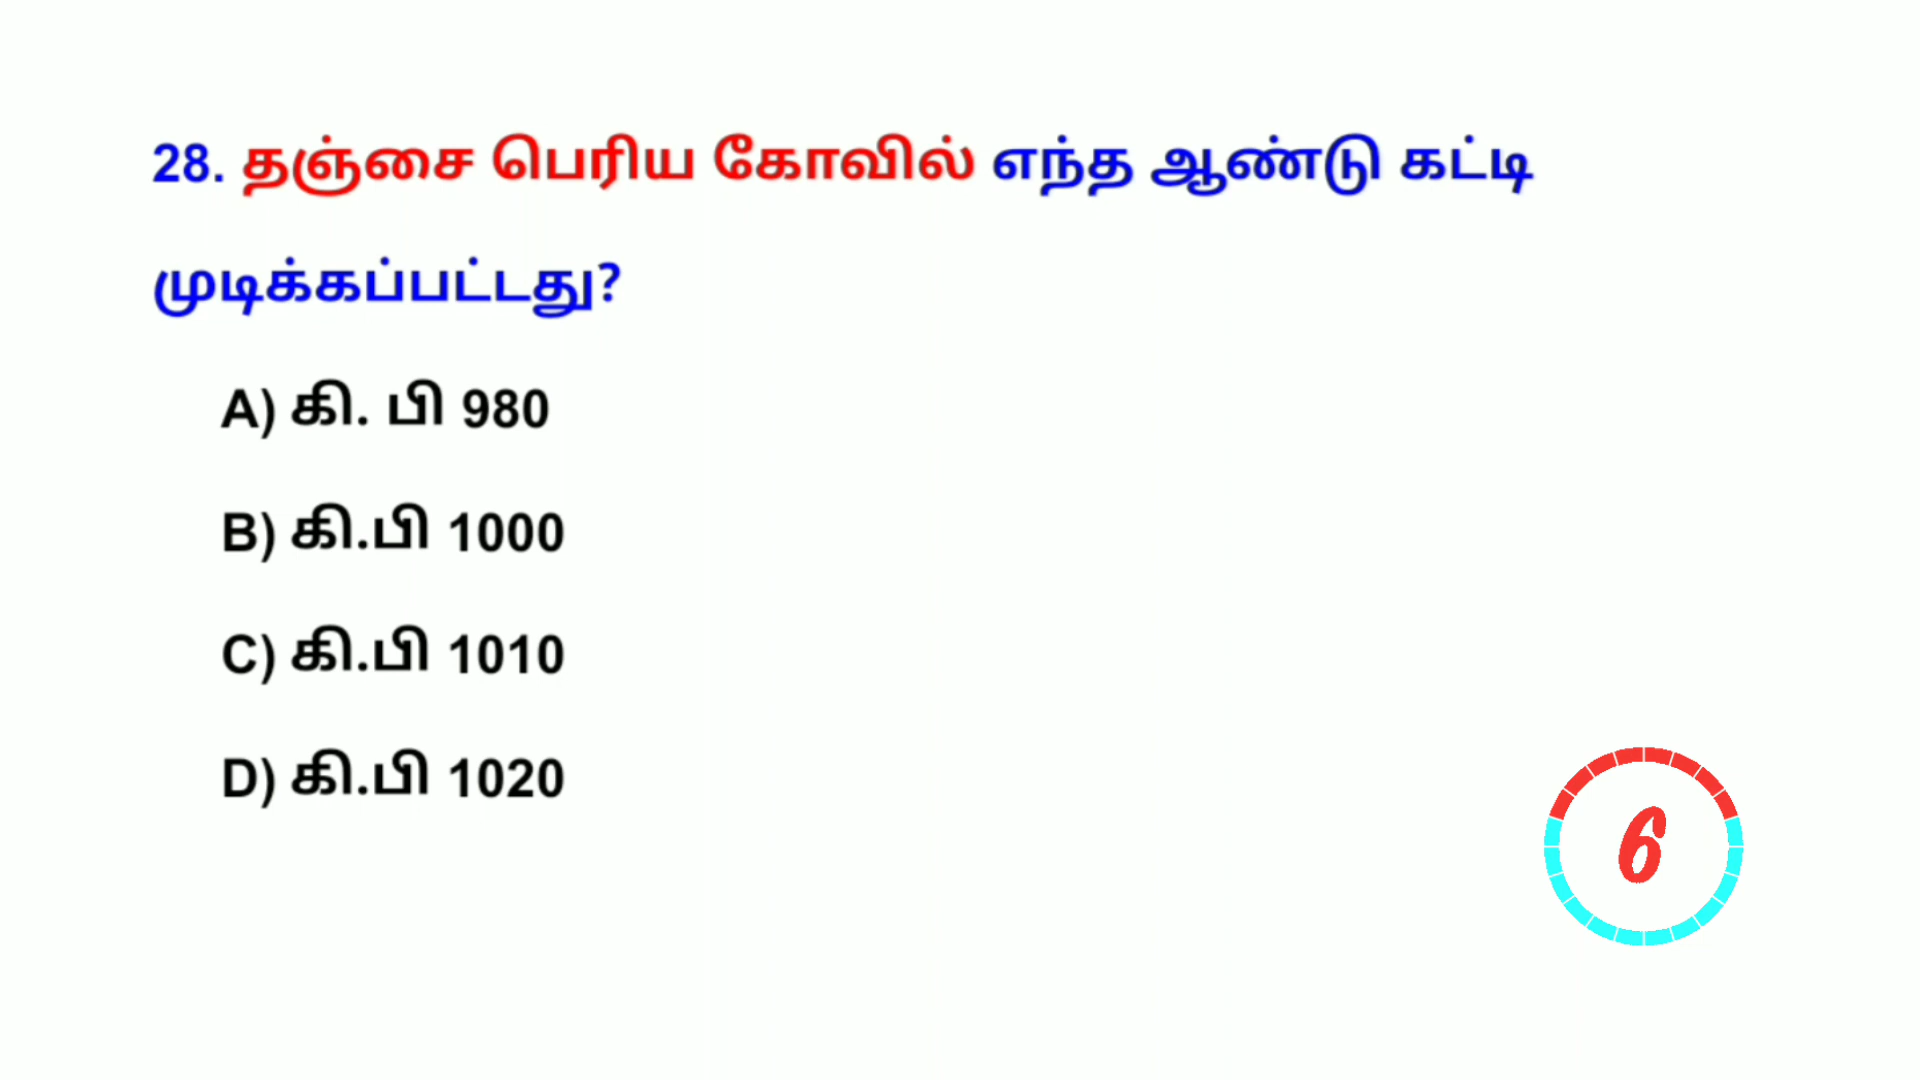 28. தஞ்சை பெரிய கோவில் எந்த ஆண்டு கட்டி
முடிக்கப்பட்டது?
A) கி. பி 980
B) கி.பி 1000
C) கி.பி 1010
D) கி.பி 1020
6